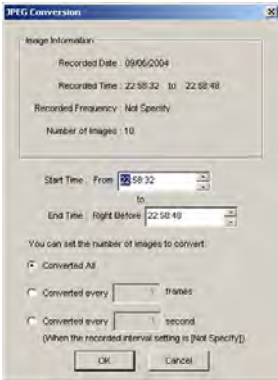 JPEG Conversion
Image Information
Recorded Date : 09/06/2004
Recorded Time : 22:58:32 to 22:58:48
Recorded Frequency : Not Specify
Number of Images : 10
Start Time : From 22:58:32
to
End Time : Right Before 22:58:48
You can set the number of images to convert.
Converted All
Converted every 1 frames
Converted every 1 second
(When the recorded interval setting is [Not Specify])
OK Cancel